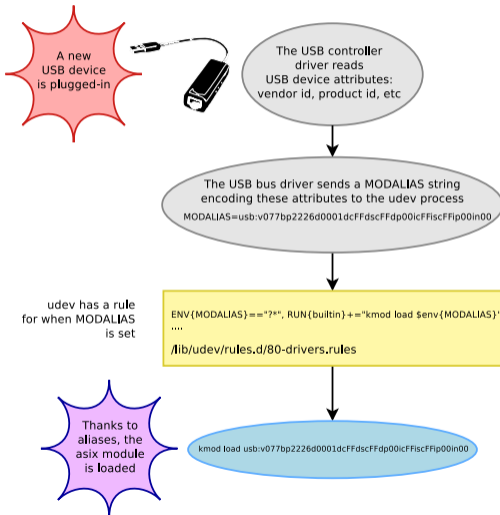 A new
USB device
is plugged-in
The USB controller
driver reads
USB device attributes:
vendor id, product id, etc
The USB bus driver sends a MODALIAS string
encoding these attributes to the udev process
MODALIAS=usb:v077bp2226d0001dcFFdscFFdp00icFFiscFFip00in00
udev has a rule
for when MODALIAS
is set
ENV{MODALIAS}=="?*", RUN{builtin}+="kmod load $env{MODALIAS}"
....
/lib/udev/rules.d/80-drivers.rules
Thanks to
aliases, the
asix module
is loaded
kmod load usb:v077bp2226d0001dcFFdscFFdp00icFFiscFFip00in00